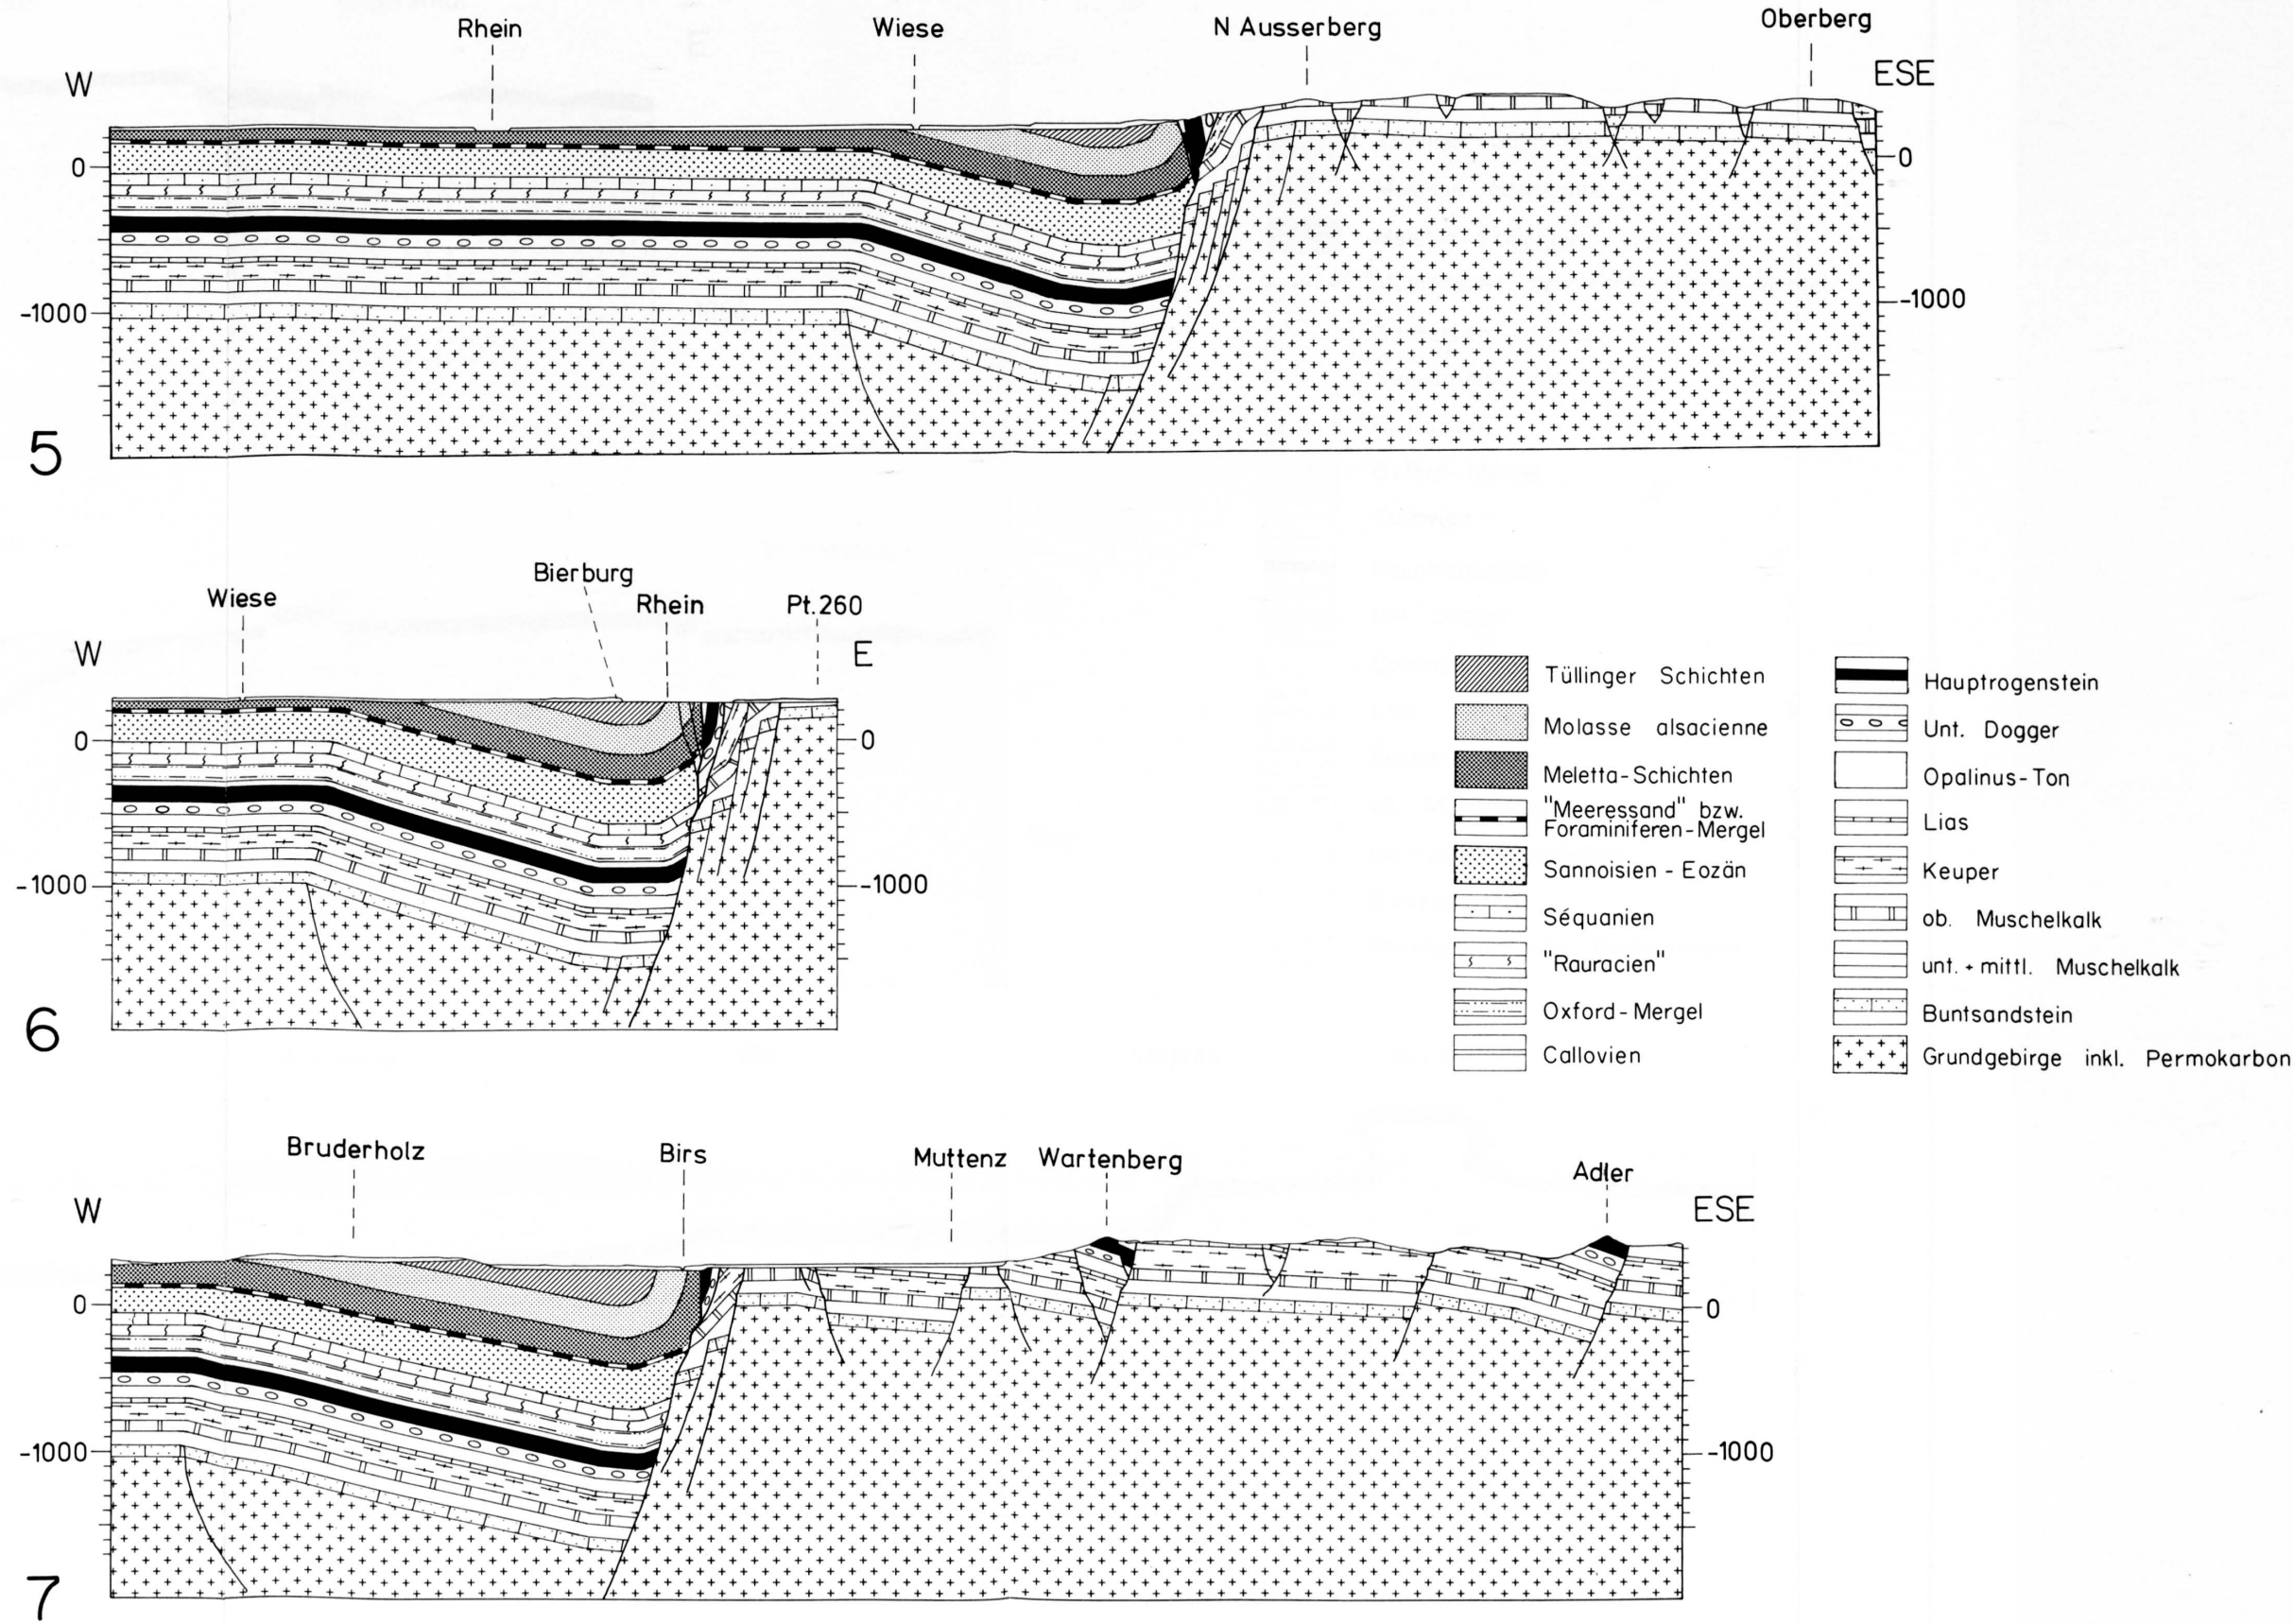 Rhein
Wiese
N Ausserberg
Oberberg
W
ESE
0
0
-1000
-1000
5
Bierburg
Wiese
Rhein
Pt.260
W
E
0
0
-1000
-1000
6
Tüllinger Schichten
Molasse alsacienne
Meletta-Schichten
"Meeressand" bzw.
Foraminiferen-Mergel
Sannoisien - Eozän
Séquanien
"Rauracien"
Oxford-Mergel
Callovien
Hauptrogenstein
Unt. Dogger
Opalinus-Ton
Lias
Keuper
ob. Muschelkalk
unt. + mittl. Muschelkalk
Buntsandstein
Grundgebirge inkl. Permokarbon
Bruderholz
Birs
Muttenz
Wartenberg
Adler
W
ESE
0
0
-1000
-1000
7